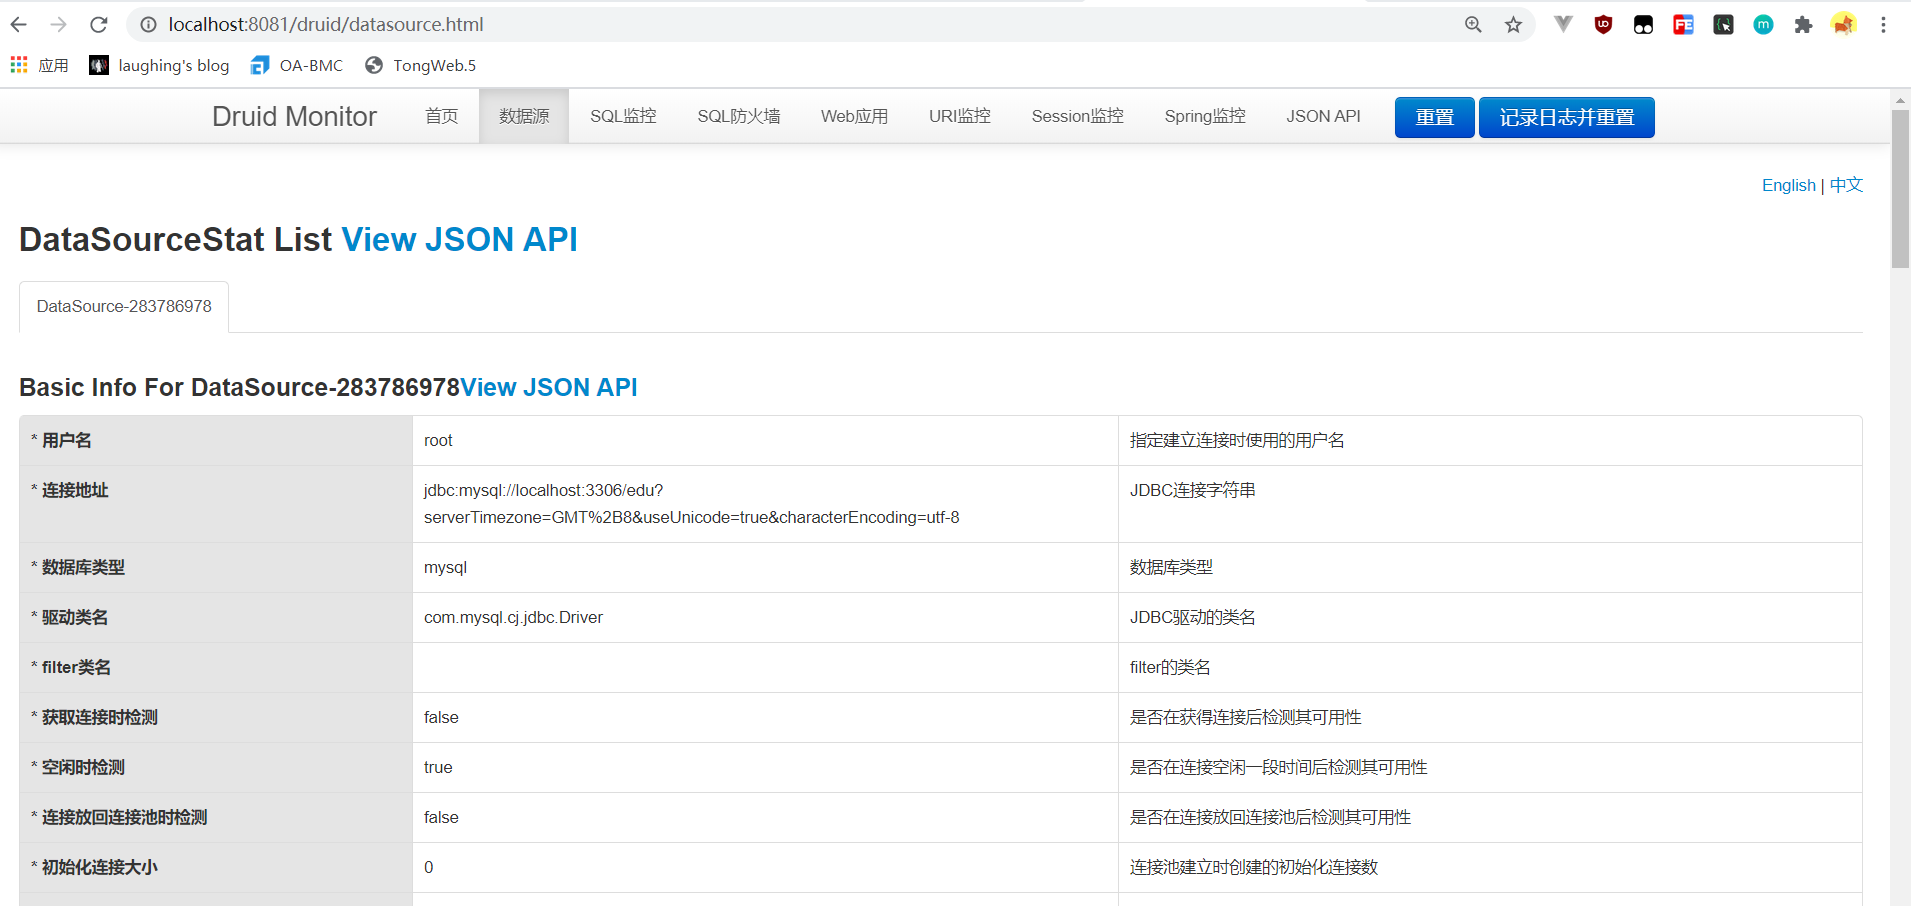 localhost:8081/druid/datasource.html
应用 laughing's blog OA-BMC TongWeb.5
Druid Monitor 首页 数据源 SQL监控 SQL防火墙 Web应用 URI监控 Session监控 Spring监控 JSON API 重置 记录日志并重置
English | 中文
DataSourceStat List View JSON API
DataSource-283786978
Basic Info For DataSource-283786978View JSON API
* 用户名 root 指定建立连接时使用的用户名
* 连接地址 jdbc:mysql://localhost:3306/edu? JDBC连接字符串
serverTimezone=GMT%2B8&useUnicode=true&characterEncoding=utf-8
* 数据库类型 mysql 数据库类型
* 驱动类名 com.mysql.cj.jdbc.Driver JDBC驱动的类名
* filter类名 filter的类名
* 获取连接时检测 false 是否在获得连接后检测其可用性
* 空闲时检测 true 是否在连接空闲一段时间后检测其可用性
* 连接放回连接池时检测 false 是否在连接放回连接池后检测其可用性
* 初始化连接大小 0 连接池建立时创建的初始化连接数